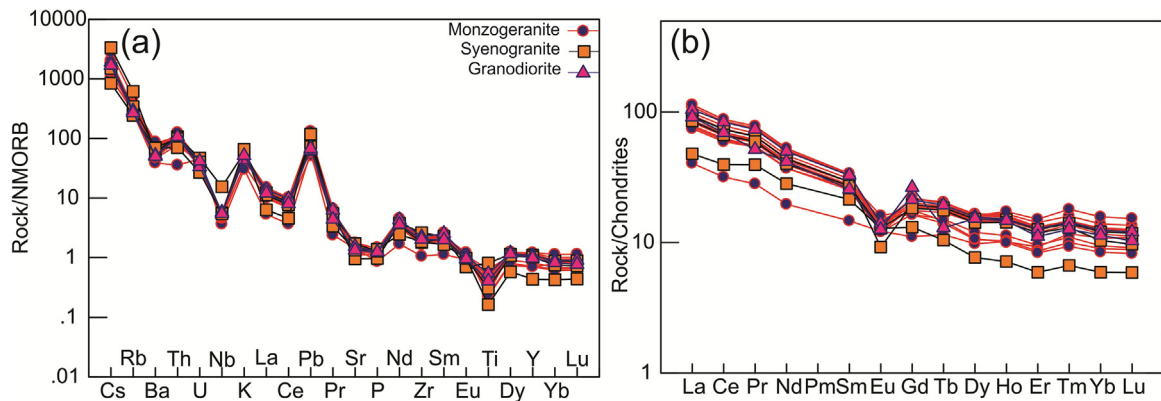 (a)
Monzogeranite
Syenogranite
Granodiorite
Rock/NMORB
10000
1000
100
10
1
.1
.01
Rb Th Nb La Pb Sr Nd Sm Ti Y Lu
Cs Ba U K Ce Pr P Zr Eu Dy Yb
(b)
Rock/Chondrites
100
10
1
La Ce Pr Nd Pm Sm Eu Gd Tb Dy Ho Er Tm Yb Lu